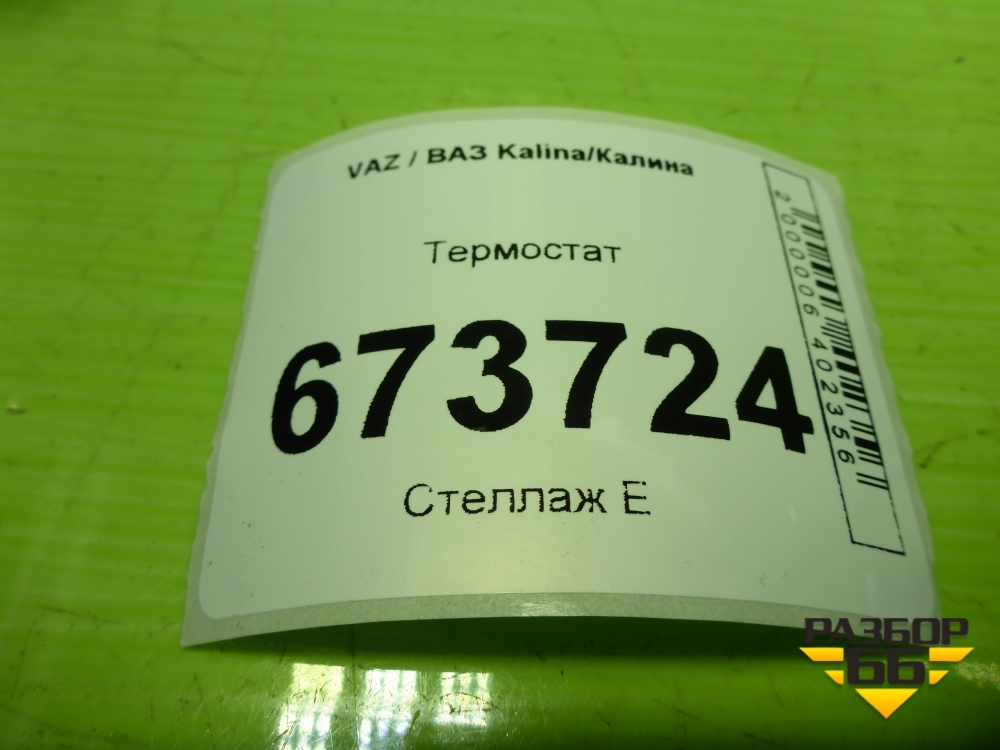 VAZ / ВАЗ Kalina/Калина
Термостат
673724
Стеллаж Е
2000006402356
РАЗБОР
66